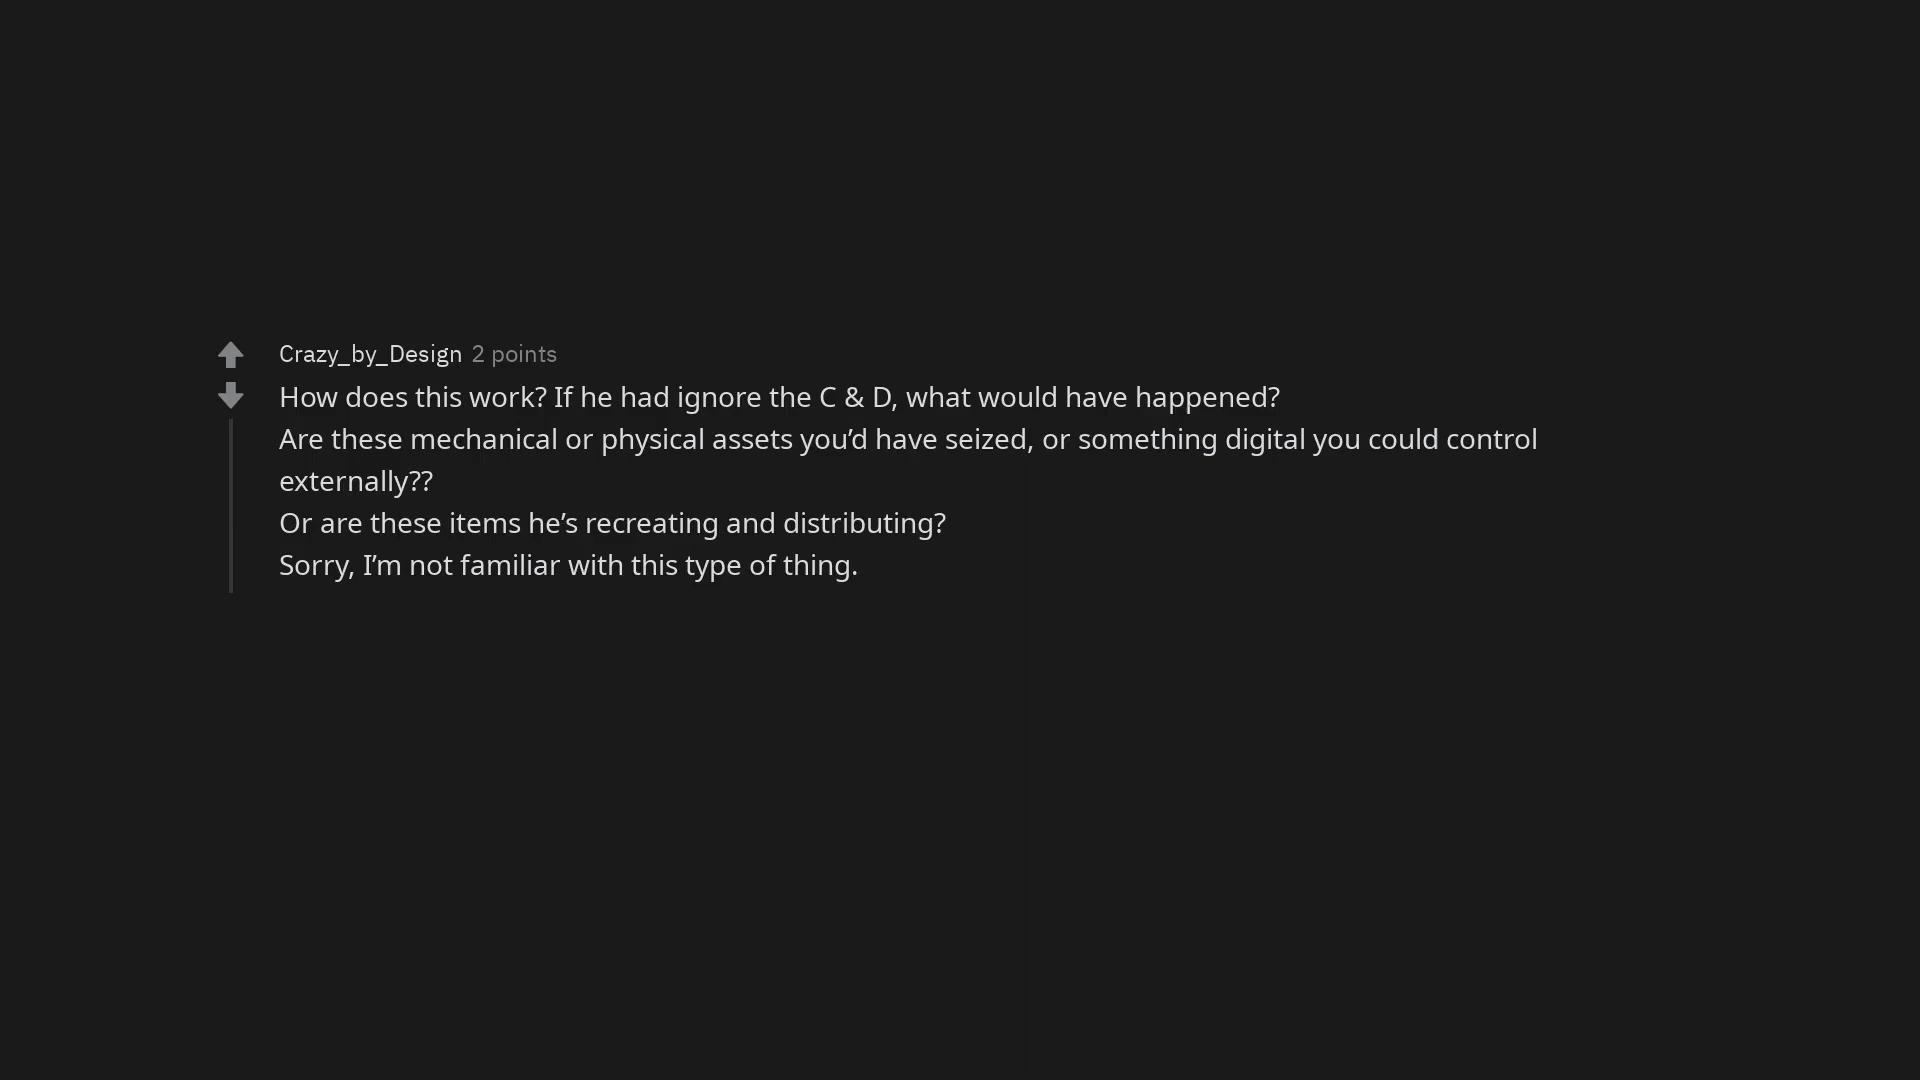 Crazy_by_Design 2 points
How does this work? If he had ignore the C & D, what would have happened?
Are these mechanical or physical assets you’d have seized, or something digital you could control
externally??
Or are these items he’s recreating and distributing?
Sorry, I’m not familiar with this type of thing.